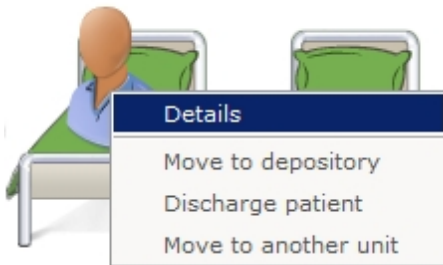 Details
Move to depository
Discharge patient
Move to another unit